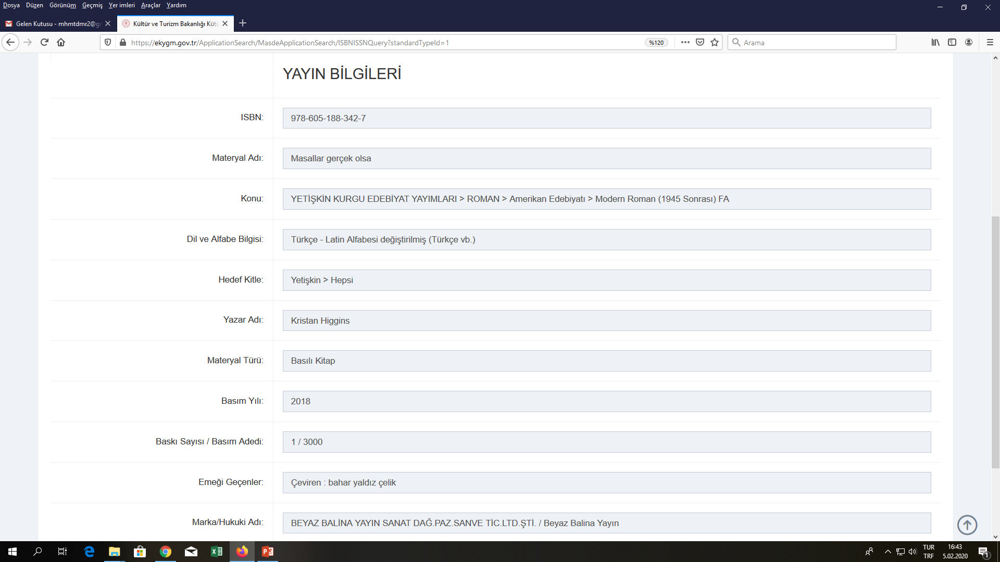 Dosya Düzen Görünüm Geçmiş Yer imleri Araçlar Yardım
Gelen Kutusu - mhmtdmr2@g
Kültür ve Turizm Bakanlığı Kütü
https://ekygm.gov.tr/ApplicationSearch/MasdeApplicationSearch/ISBNISSNQuery?standardTypeId=1
%120
Arama
YAYIN BİLGİLERİ
ISBN: 978-605-188-342-7
Materyal Adı: Masallar gerçek olsa
Konu: YETİŞKİN KURGU EDEBİYAT YAYIMLARI > ROMAN > Amerikan Edebiyatı > Modern Roman (1945 Sonrası) FA
Dil ve Alfabe Bilgisi: Türkçe - Latin Alfabesi değiştirilmiş (Türkçe vb.)
Hedef Kitle: Yetişkin > Hepsi
Yazar Adı: Kristan Higgins
Materyal Türü: Basılı Kitap
Basım Yılı: 2018
Baskı Sayısı / Basım Adedi: 1 / 3000
Emeği Geçenler: Çeviren : bahar yaldız çelik
Marka/Hukuki Adı: BEYAZ BALİNA YAYIN SANAT DAĞ.PAZ.SANVE TİC.LTD.ŞTİ. / Beyaz Balina Yayın
TUR
TRF
16:43
5.02.2020
1